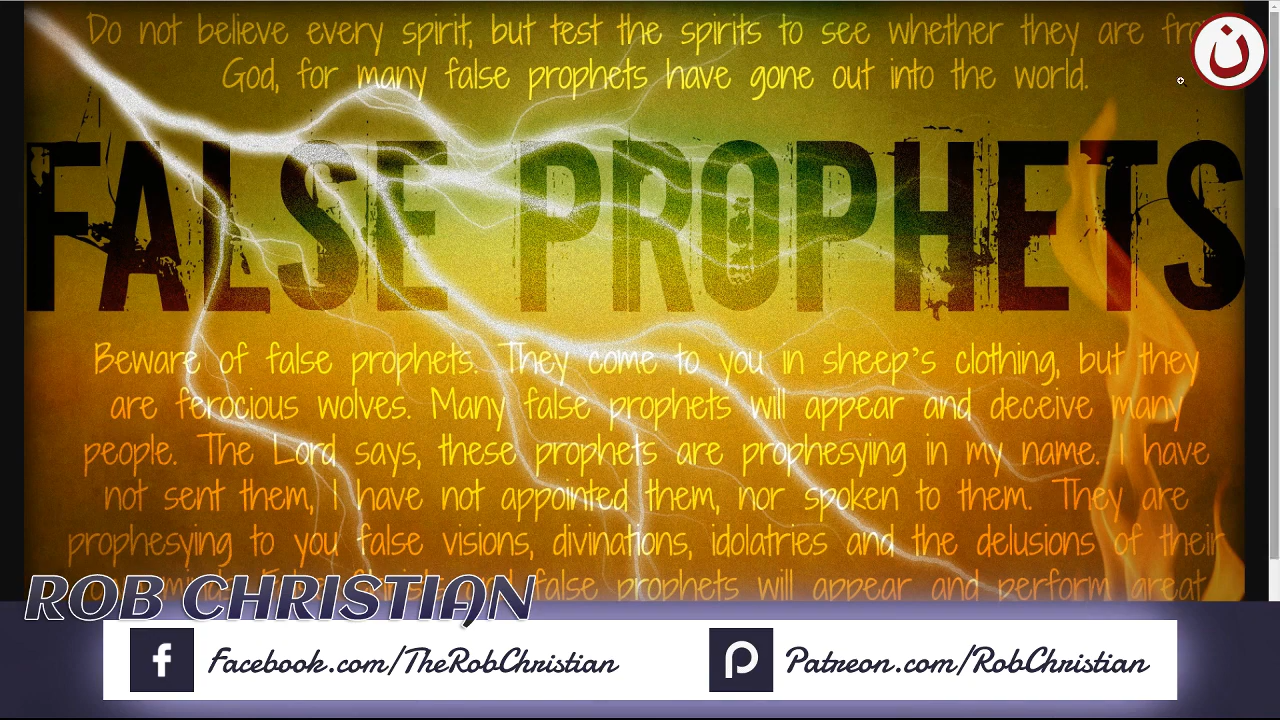 Do not believe every spirit, but test the spirits to see whether they are
ن
God, for many false prophets have gone out into the world.
FALSE PROPHETS
Beware of false prophets. They come to you in sheep's clothing, but they
are ferocious wolves. Many false prophets will appear and deceive many
people. The Lord says, these prophets are prophesying in my name. I have
not sent them, I have not appointed them, nor spoken to them. They are
prophesying to you false visions, divinations, idolatries and the delusions of their
false prophets will appear and perform great
ROB CHRISTIAN
Facebook.com/TheRobChristian
Patreon.com/RobChristian